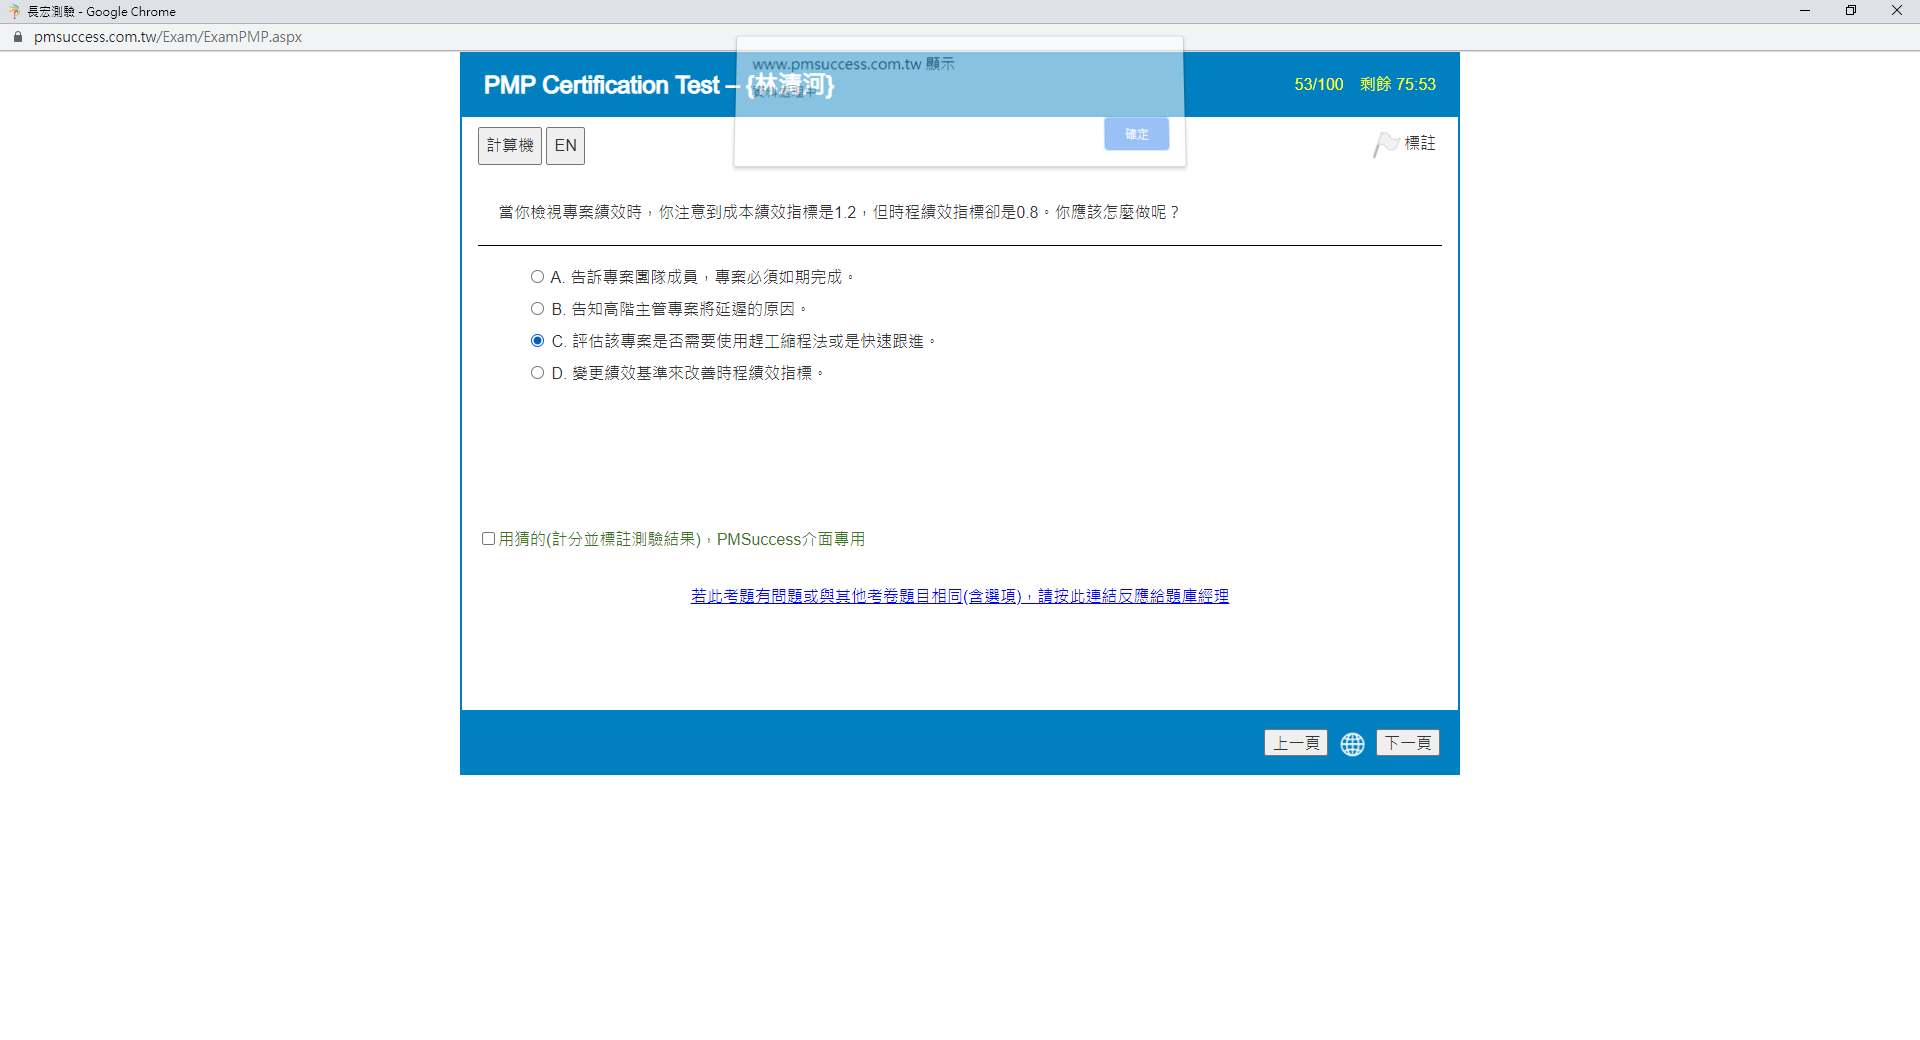 長宏測驗 - Google Chrome
pmsuccess.com.tw/Exam/ExamPMP.aspx
www.pmsuccess.com.tw 顯示
PMP Certification Test – {林濤河}
53/100 剩餘 75:53
確定
計算機 EN
標註
當你檢視專案績效時，你注意到成本績效指標是1.2，但時程績效指標卻是0.8。你應該怎麼做呢？
A. 告訴專案團隊成員，專案必須如期完成。
B. 告知高階主管專案將延遲的原因。
C. 評估該專案是否需要使用趕工縮程法或是快速跟進。
D. 變更績效基準來改善時程績效指標。
用猜的(計分並標註測驗結果)，PMSuccess介面專用
若此考題有問題或與其他考卷題目相同(含選項)，請按此連結反應給題庫經理
上一頁 下一頁